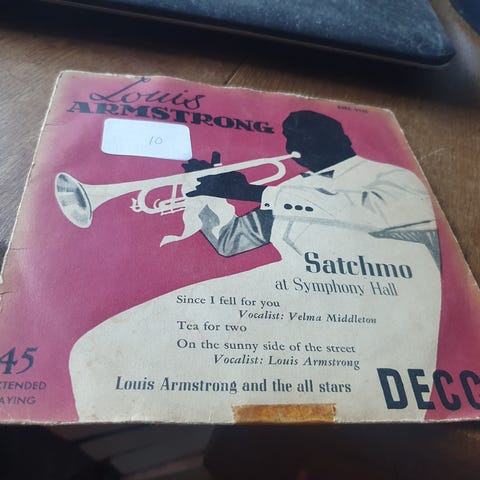 Louis
ARMSTRONG
10
Satchmo
at Symphony Hall
Since I fell for you
Vocalist: Velma Middleton
Tea for two
On the sunny side of the street
Vocalist: Louis Armstrong
Louis Armstrong and the all stars
45
EXTENDED
AYING
DECC